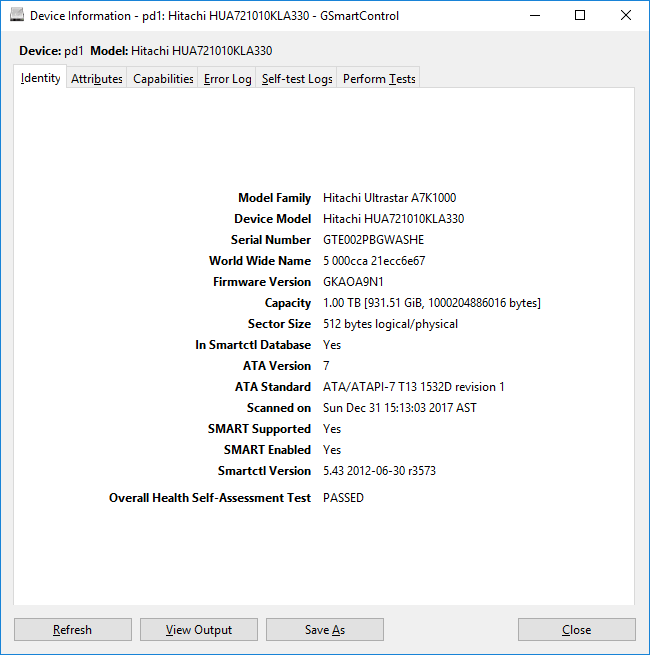 Device Information - pd1: Hitachi HUA721010KLA330 - GSmartControl
Device: pd1 Model: Hitachi HUA721010KLA330
Identity Attributes Capabilities Error Log Self-test Logs Perform Tests
Model Family Hitachi Ultrastar A7K1000
Device Model Hitachi HUA721010KLA330
Serial Number GTE002PBGWASHE
World Wide Name 5 000cca 21ecc6e67
Firmware Version GKAOA9N1
Capacity 1.00 TB [931.51 GiB, 1000204886016 bytes]
Sector Size 512 bytes logical/physical
In Smartctl Database Yes
ATA Version 7
ATA Standard ATA/ATAPI-7 T13 1532D revision 1
Scanned on Sun Dec 31 15:13:03 2017 AST
SMART Supported Yes
SMART Enabled Yes
Smartctl Version 5.43 2012-06-30 r3573
Overall Health Self-Assessment Test PASSED
Refresh View Output Save As Close